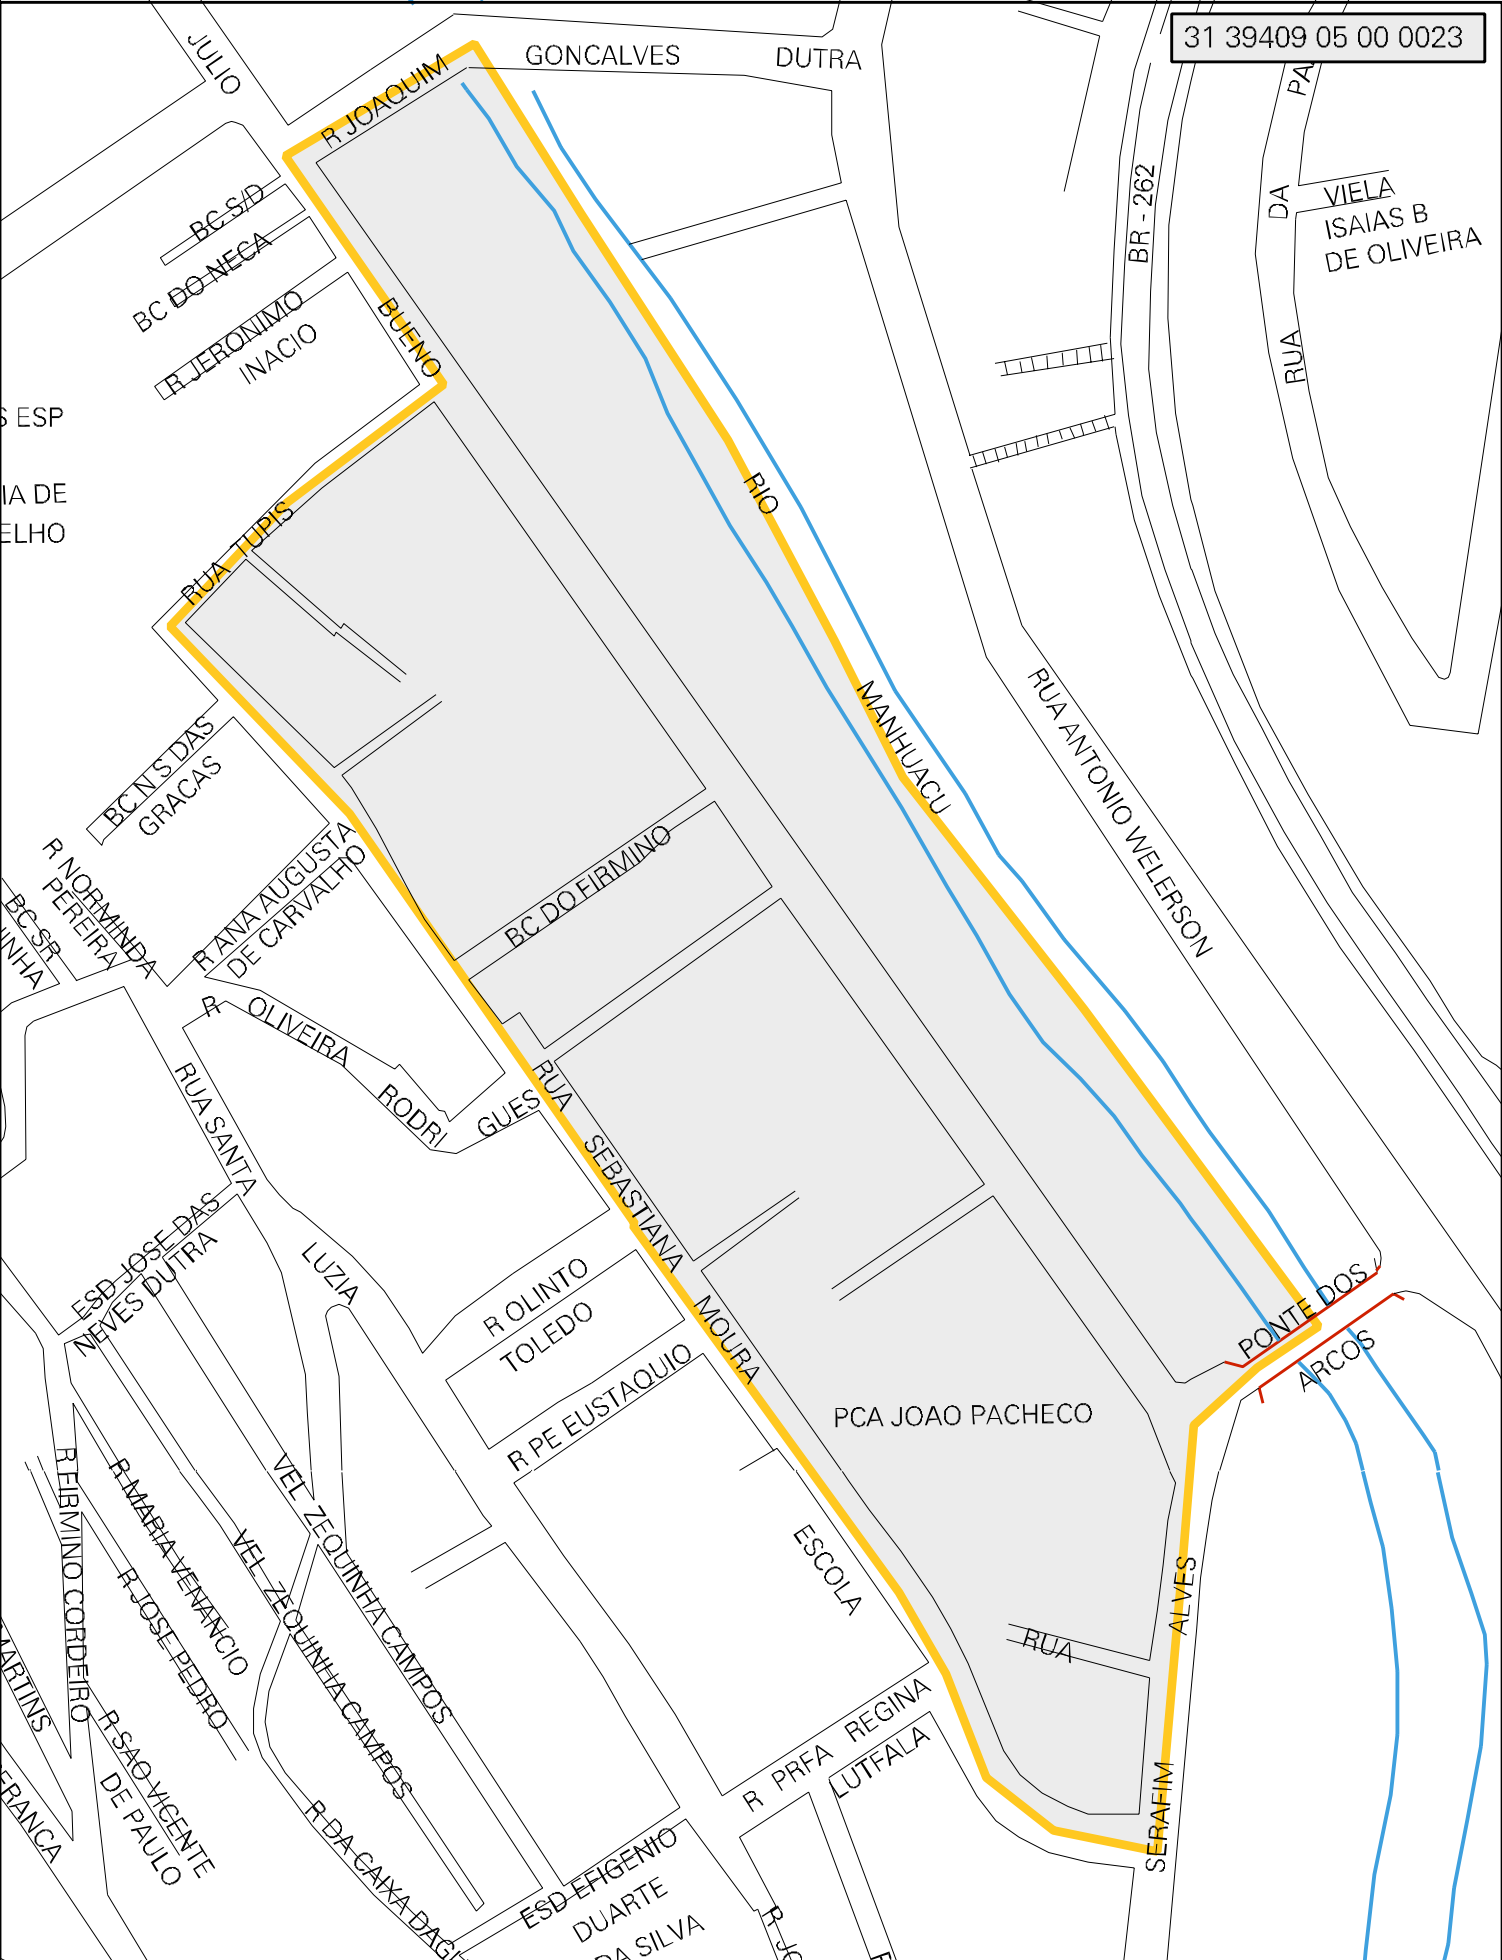 31 39409 05 00 0023
JULIO
GONCALVES
DUTRA
R JOAQUIM
BC S/D
BC DO NECA
R JERONIMO
INACIO
BUENO
BR - 262
DA
RUA
VIELA
ISAIAS B
DE OLIVEIRA
S ESP
IA DE
ELHO
RUA TUPIS
RIO
MANHUACU
RUA ANTONIO WELERSON
BC N S DAS
GRACAS
R NORMINDA
PEREIRA
BC SR
R ANA AUGUSTA
DE CARVALHO
BC DO FIRMINO
R OLIVEIRA
RODRI
GUES
RUA SANTA
LUZIA
RUA
SEBASTIANA
MOURA
ESD JOSE DAS
NEVES DUTRA
R OLINTO
TOLEDO
R PE EUSTAQUIO
PONTE DOS
ARCOS
PCA JOAO PACHECO
R FIRMINO CORDEIRO
R MARIA VENANCIO
R JOSE PEDRO
VEL ZEQUINHA CAMPOS
VEL ZEQUINHA CAMPOS
ESCOLA
RUA
SERAFIM
ALVES
MARTINS
R SAO VICENTE
DE PAULO
R PRFA REGINA
LUTFALA
R DA CAIXA DAGU
ESD EFIGENIO
DUARTE
DA SILVA
R JO